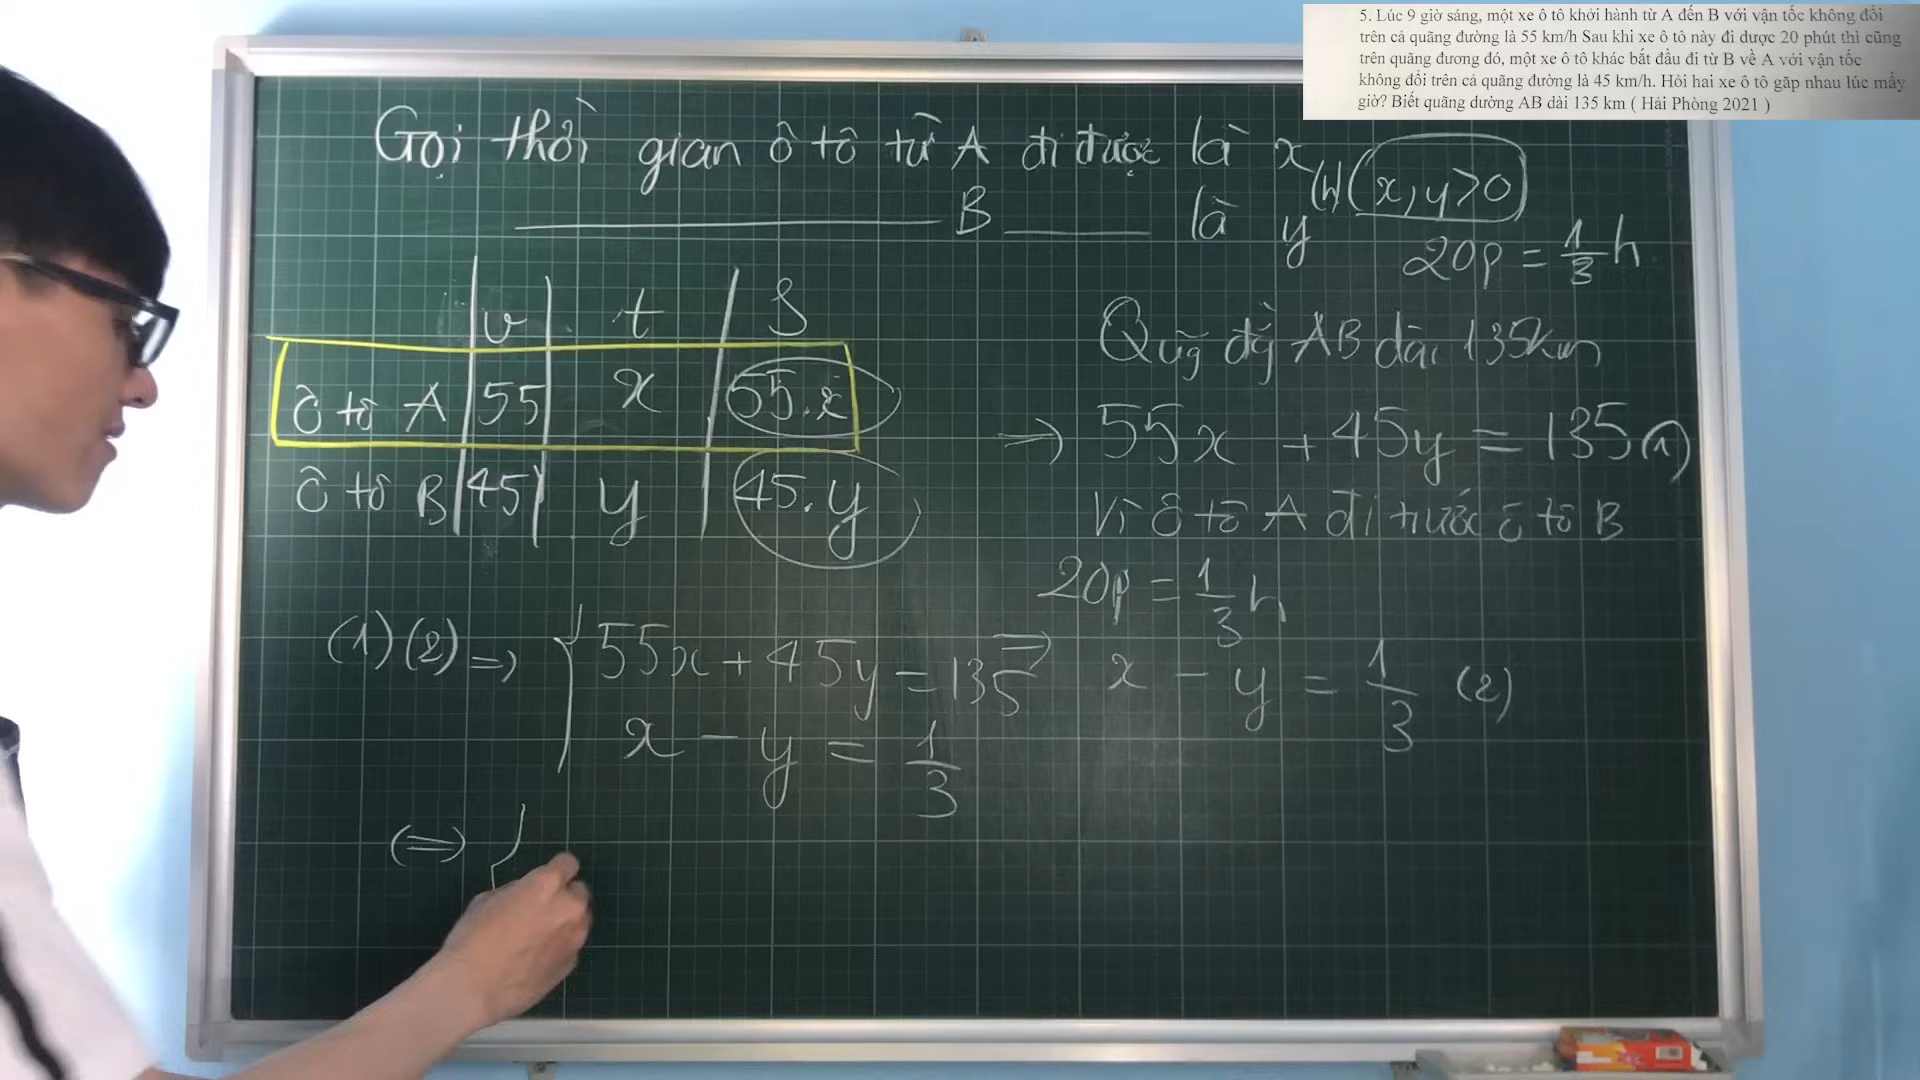 5. Lúc 9 giờ sáng, một xe ô tô khởi hành từ A đến B với vận tốc không đổi
trên cả quãng đường là 55 km/h Sau khi xe ô tô này đi được 20 phút thì cũng
trên quãng đương đó, một xe ô tô khác bắt đầu đi từ B về A với vận tốc
không đổi trên cả quãng đường là 45 km/h. Hỏi hai xe ô tô gặp nhau lúc mấy
giờ? Biết quãng đường AB dài 135 km ( Hải Phòng 2021 )
Gọi thời gian ô tô từ A đi được là x (h) (x, y > 0)
B là y
20p = 1/3 h
v t S
ô tô A 55 x 55.x
ô tô B 45 y 45.y
Quãg đg AB dài 135km
=> 55x + 45y = 135 (1)
Vì ô tô A đi trước ô tô B
20p = 1/3 h
=> x - y = 1/3 (2)
(1)(2) => { 55x + 45y = 135
x - y = 1/3
<=> {